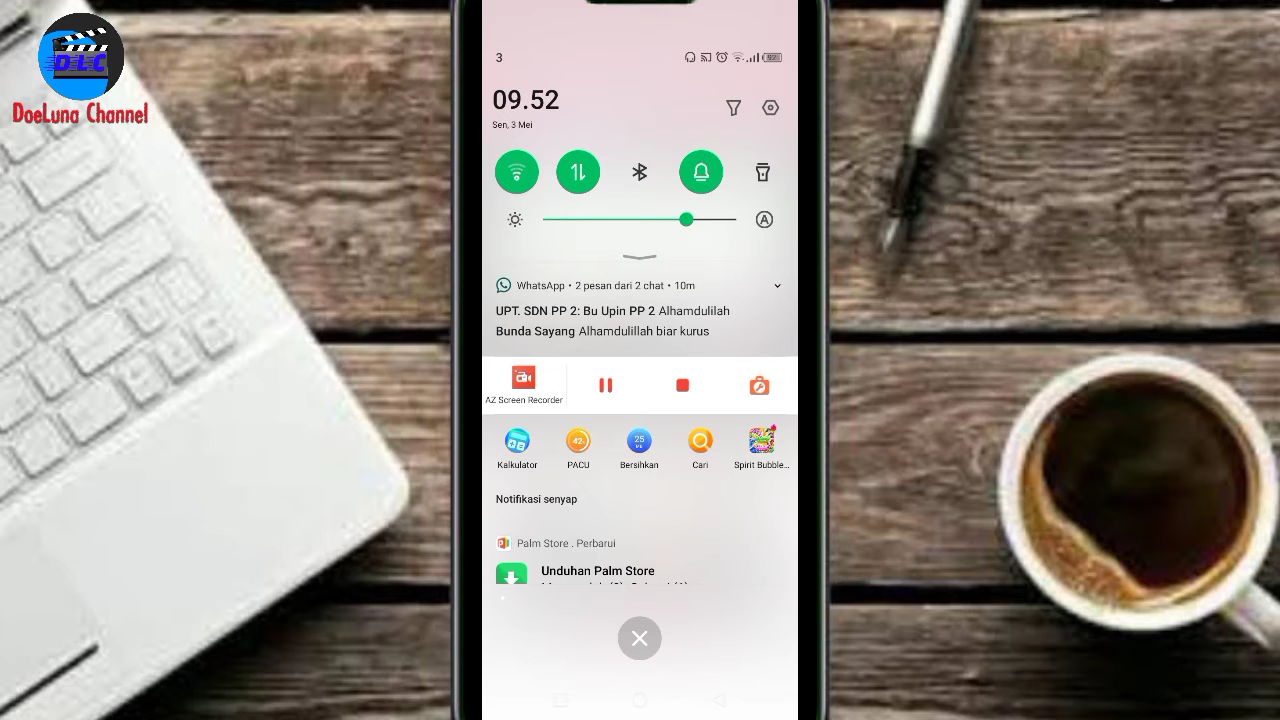 DLC
DoeLuna Channel
3
09.52
Sen, 3 Mei
A
WhatsApp • 2 pesan dari 2 chat • 10m
UPT. SDN PP 2: Bu Upin PP 2 Alhamdulilah
Bunda Sayang Alhamdulillah biar kurus
AZ Screen Recorder
42
25
Kalkulator
PACU
Bersihkan
Cari
Spirit Bubble...
Notifikasi senyap
Palm Store . Perbarui
Unduhan Palm Store